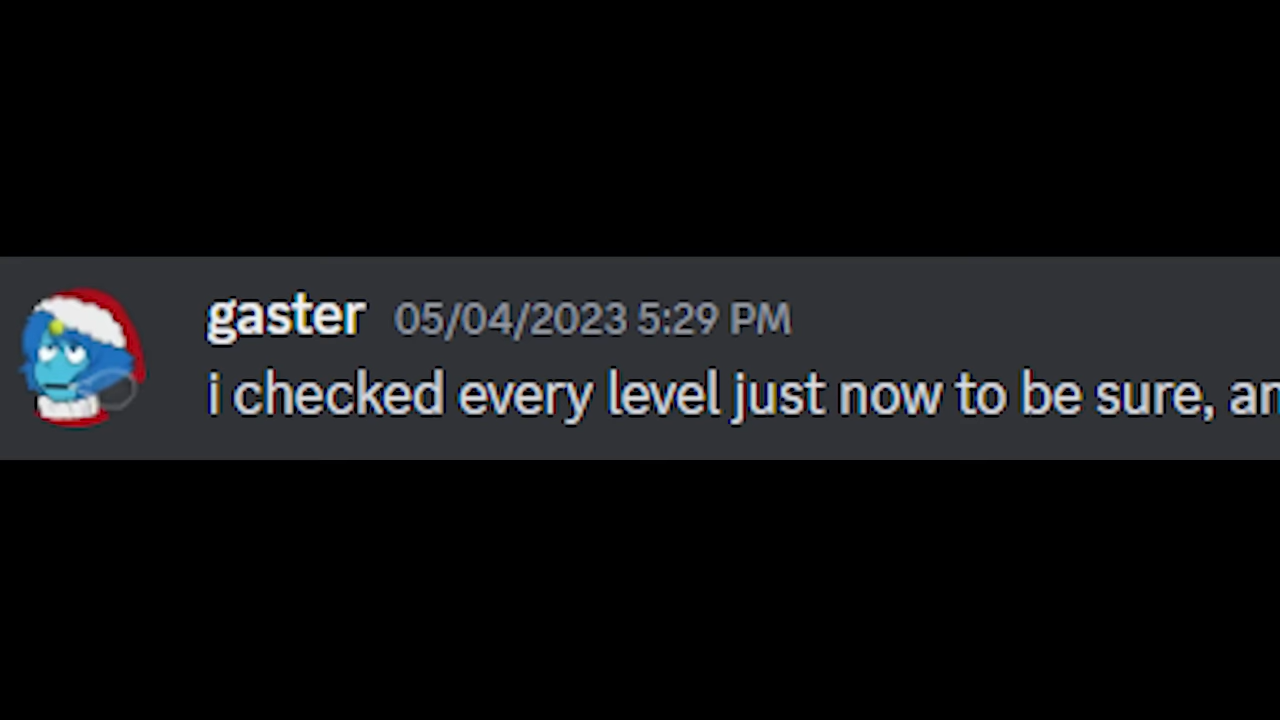 gaster 05/04/2023 5:29 PM
i checked every level just now to be sure,